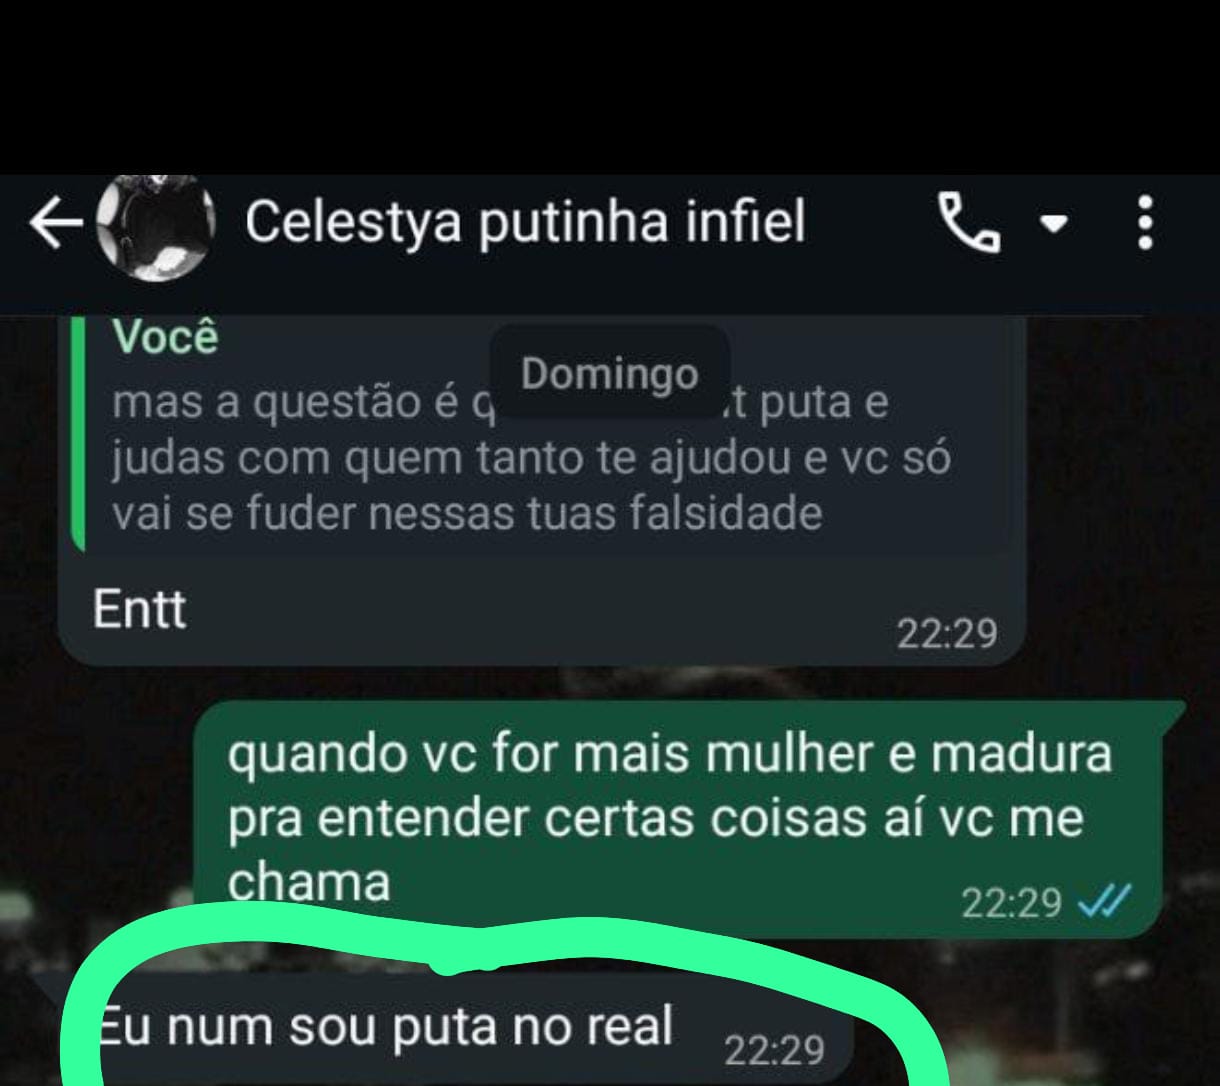 Celestya putinha infiel
Você
Domingo
mas a questão é q t puta e
judas com quem tanto te ajudou e vc só
vai se fuder nessas tuas falsidade
Entt
22:29
quando vc for mais mulher e madura
pra entender certas coisas aí vc me
chama
22:29
Eu num sou puta no real
22:29